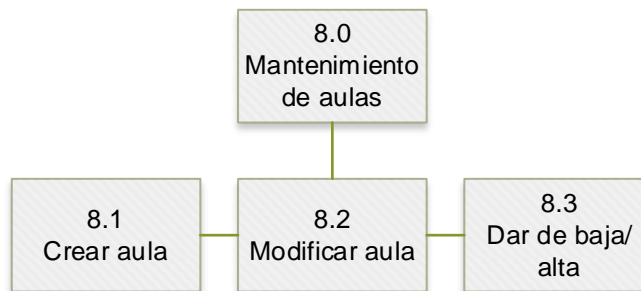 8.0
Mantenimiento
de aulas
8.1
Crear aula
8.2
Modificar aula
8.3
Dar de baja/
alta